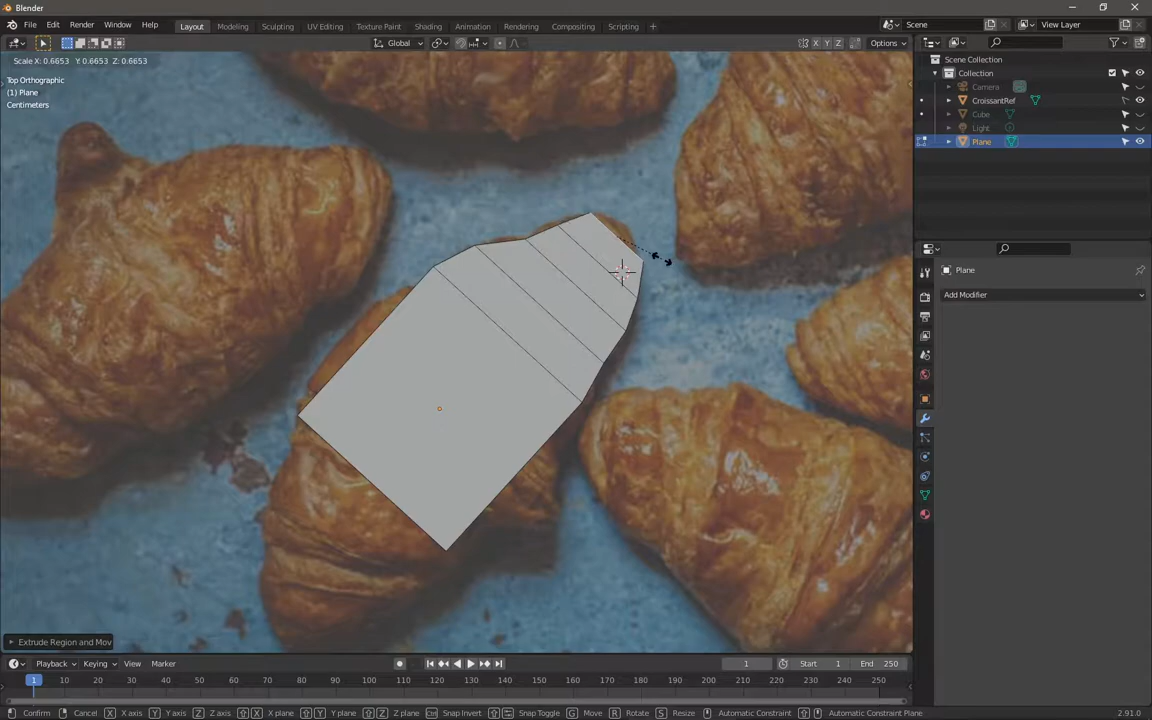 Blender
File Edit Render Window Help Layout Modeling Sculpting UV Editing Texture Paint Shading Animation Rendering Compositing Scripting + Scene View Layer
Global X Y Z Options
Scale X: 0.6653 Y: 0.6653 Z: 0.6653
Top Orthographic
(1) Plane
Centimeters
Scene Collection
Collection
Camera
CroissantRef
Cube
Light
Plane
Plane
Add Modifier
Extrude Region and Mov
Playback Keying View Marker 1 Start 1 End 250
1 10 20 30 40 50 60 70 80 90 100 110 120 130 140 150 160 170 180 190 200 210 220 230 240 250
Confirm Cancel X X axis Y Y axis Z Z axis X X plane Y Y plane Z Z plane Snap Invert Snap Toggle G Move R Rotate S Resize Automatic Constraint Automatic Constraint Plane 2.91.0